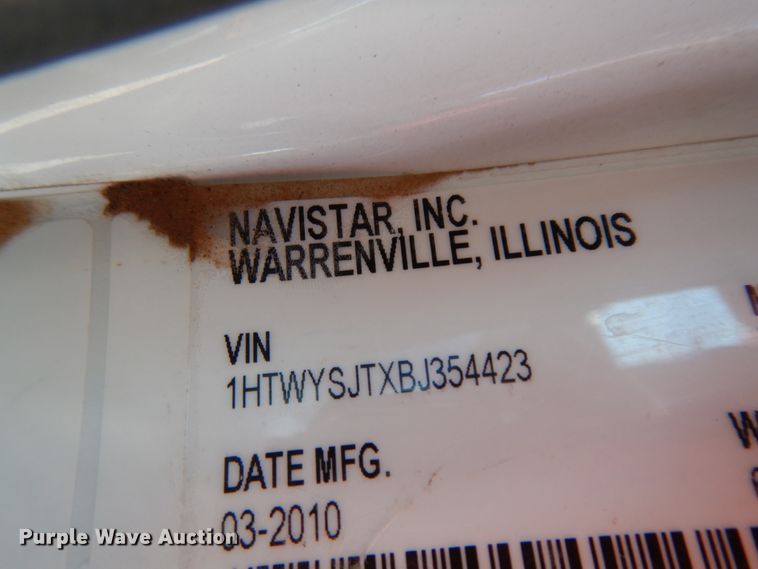 NAVISTAR, INC.
WARRENVILLE, ILLINOIS
VIN
1HTWYSJTXBJ354423
DATE MFG.
03-2010
Purple Wave Auction